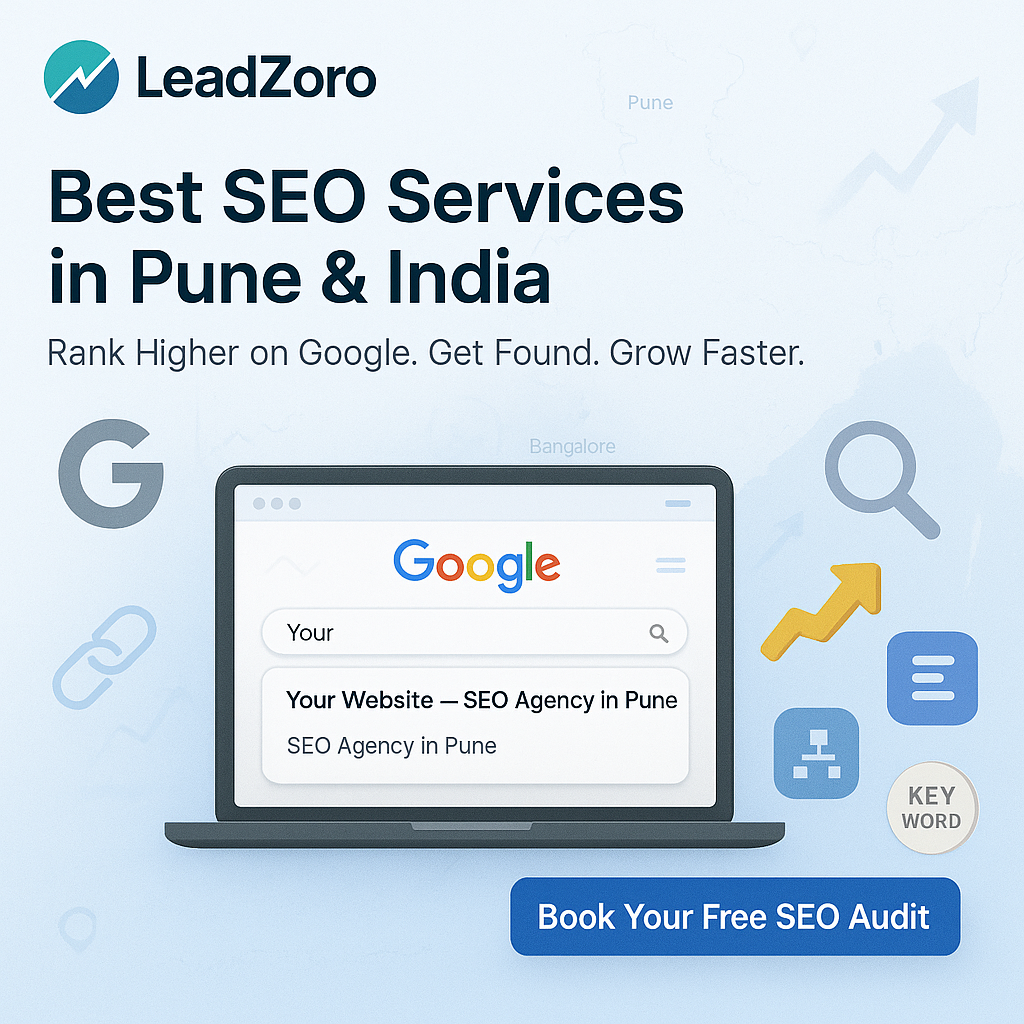 LeadZoro
Pune
Best SEO Services
in Pune & India
Rank Higher on Google. Get Found. Grow Faster.
Bangalore
G
Google
Your
Your Website — SEO Agency in Pune
SEO Agency in Pune
KEY
WORD
Book Your Free SEO Audit